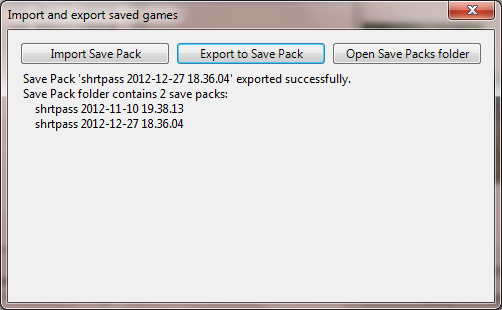 Import and export saved games
Import Save Pack
Export to Save Pack
Open Save Packs folder
Save Pack 'shrtpass 2012-12-27 18.36.04' exported successfully.
Save Pack folder contains 2 save packs:
shrtpass 2012-11-10 19.38.13
shrtpass 2012-12-27 18.36.04